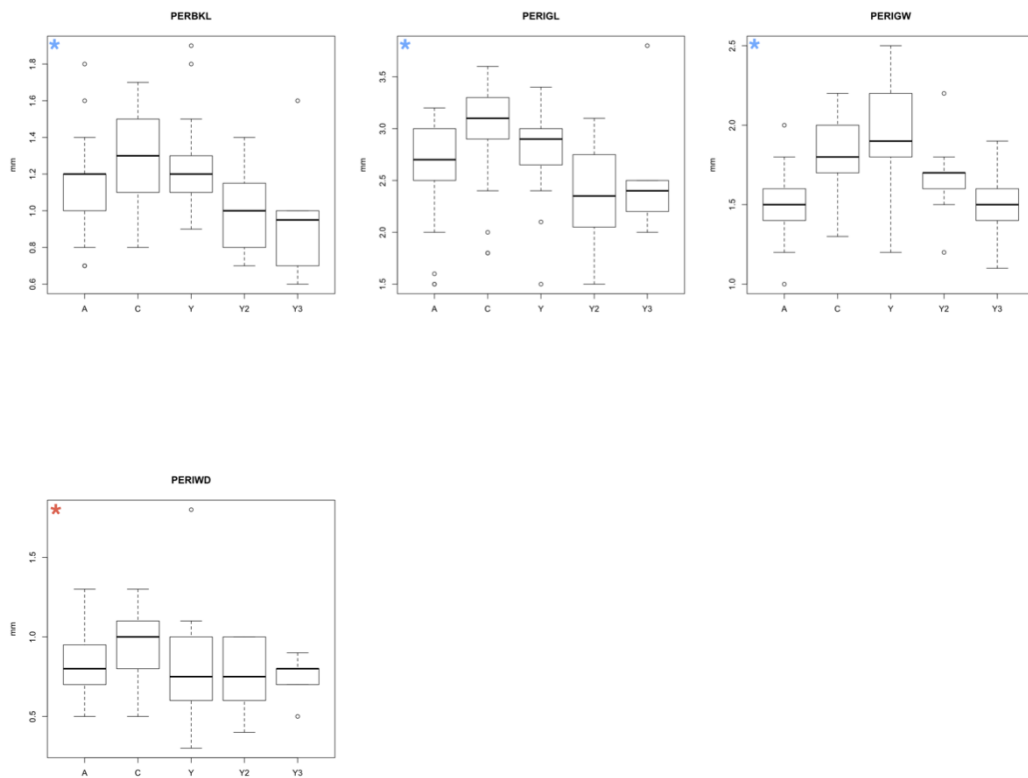 PERBKL
*
mm
0.6 0.8 1.0 1.2 1.4 1.6 1.8
A C Y Y2 Y3
PERIGL
*
mm
1.5 2.0 2.5 3.0 3.5
A C Y Y2 Y3
PERIGW
*
mm
1.0 1.5 2.0 2.5
A C Y Y2 Y3
PERIWD
*
mm
0.5 1.0 1.5
A C Y Y2 Y3